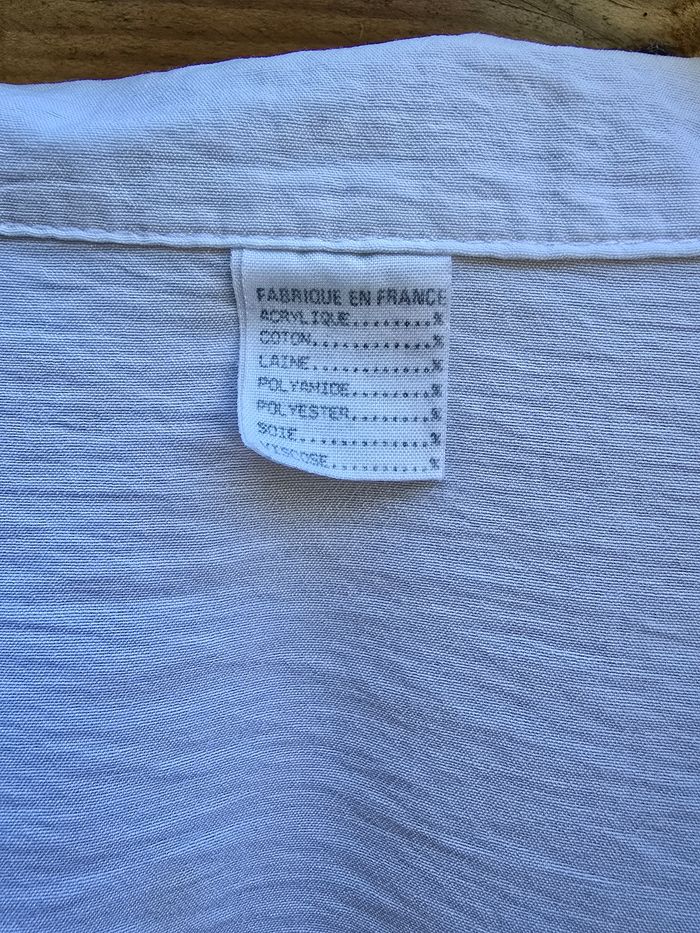 FABRIQUE EN FRANCE
ACRYLIQUE........%
COTON............%
LAINE............%
POLYAMIDE........%
POLYESTER........%
SOIE.............%
VISCOSE..........%